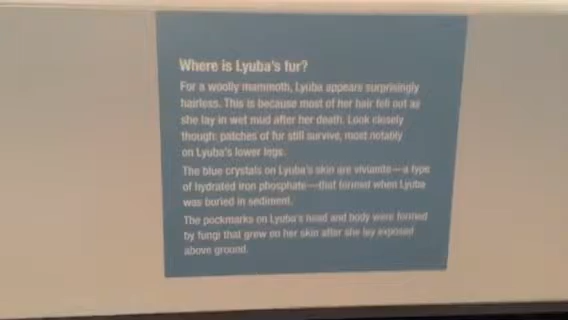 Where is Lyuba's fur?
For a woolly mammoth, Lyuba appears surprisingly
hairless. This is because most of her hair fell out as
she lay in wet mud after her death. Look closely
though: patches of fur still survive, most notably
on Lyuba's lower legs.
The blue crystals on Lyuba's skin are vivianite—a type
of hydrated iron phosphate—that formed when Lyuba
was buried in sediment.
The pockmarks on Lyuba's head and body were formed
by fungi that grew on her skin after she lay exposed
above ground.